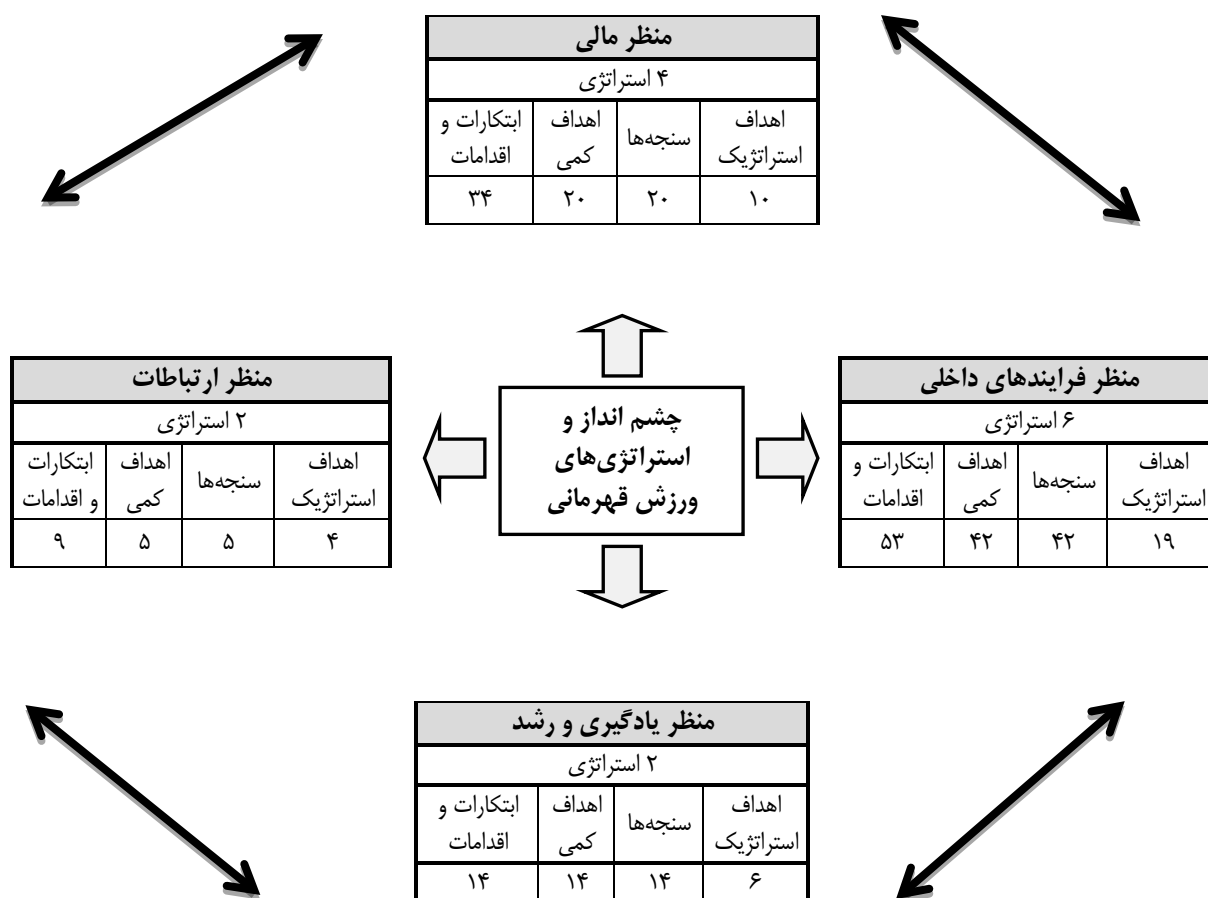 منظر مالی
۴ استراتژی
اهداف استراتژیک سنجه‌ها اهداف کمی ابتکارات و اقدامات
۱۰ ۲۰ ۲۰ ۳۴
منظر فرایندهای داخلی
۶ استراتژی
اهداف استراتژیک سنجه‌ها اهداف کمی ابتکارات و اقدامات
۱۹ ۴۲ ۴۲ ۵۳
چشم انداز و
استراتژی‌های
ورزش قهرمانی
منظر ارتباطات
۲ استراتژی
اهداف استراتژیک سنجه‌ها اهداف کمی ابتکارات و اقدامات
۴ ۵ ۵ ۹
منظر یادگیری و رشد
۲ استراتژی
اهداف استراتژیک سنجه‌ها اهداف کمی ابتکارات و اقدامات
۶ ۱۴ ۱۴ ۱۴